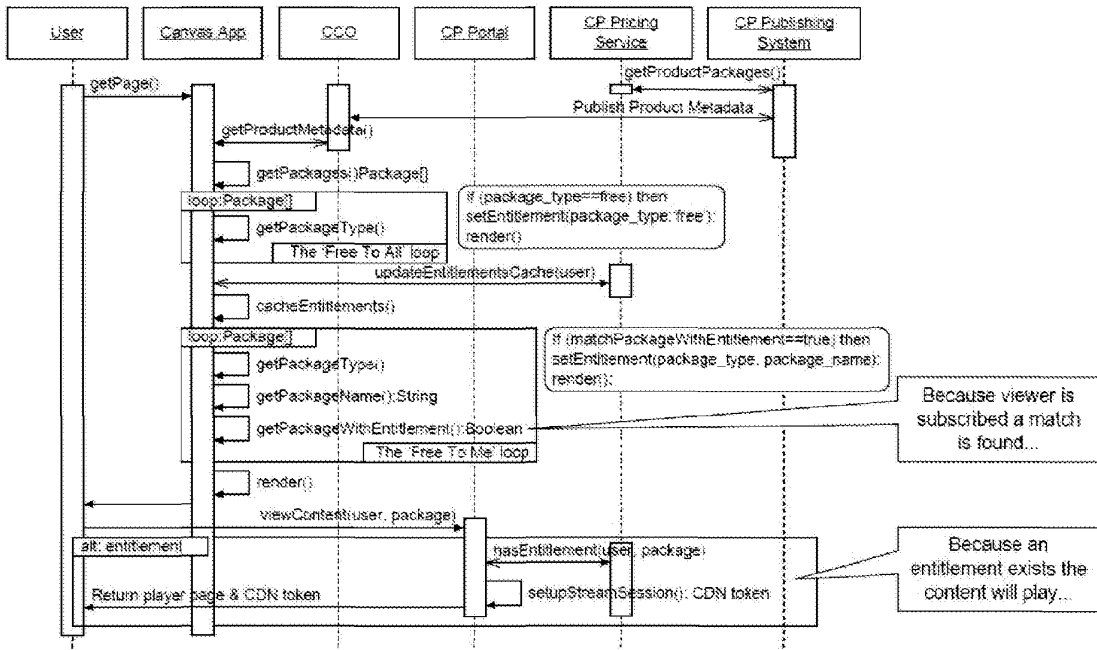 User
Canvas App
CCO
CP Portal
CP Pricing
Service
CP Publishing
System
getPage()
getProductPackages()
Publish Product Metadata
getProductMetadata()
getPackages()Package[]
loop:Package[]
getPackageType()
The 'Free To All' loop
If (package_type==free) then
setEntitlement(package_type,'free');
render()
updateEntitlementsCache(user)
cacheEntitlements()
loop:Package[]
getPackageType()
getPackageName():String
getPackageWithEntitlement():Boolean
The 'Free To Me' loop
If (matchPackageWithEntitlement==true) then
setEntitement(package_type, package_name);
render();
Because viewer is
subscribed a match
is found...
render()
viewContent(user, package)
alt: entitlement
hasEntitlement(user, package)
setupStreamSession(): CDN token
Return player page & CDN token
Because an
entitlement exists the
content will play...